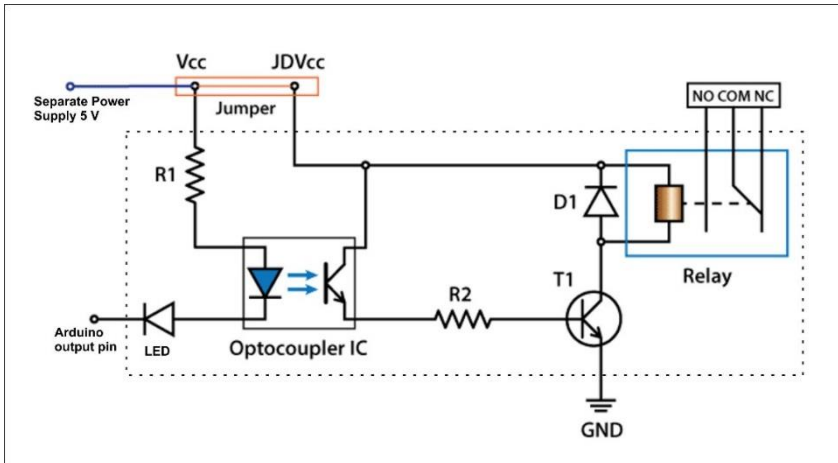 Vcc
JDVcc
Separate Power
Supply 5 V
Jumper
NO COM NC
R1
D1
Relay
T1
R2
Arduino
output pin
LED
Optocoupler IC
GND